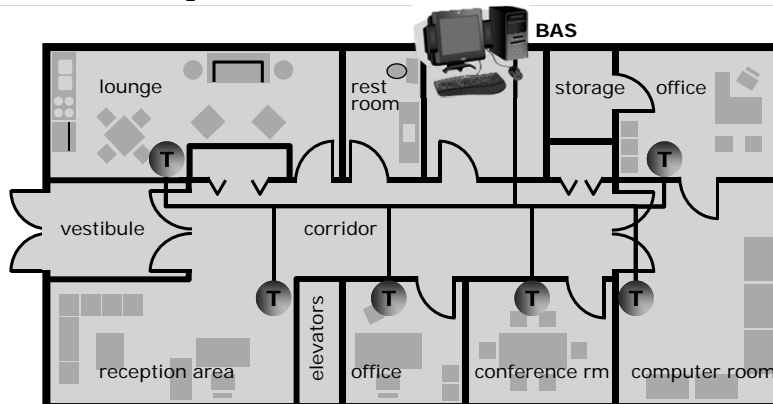 BAS
lounge
rest
room
storage
office
T
T
vestibule
corridor
T
T
T
T
elevators
reception area
office
conference rm
computer room